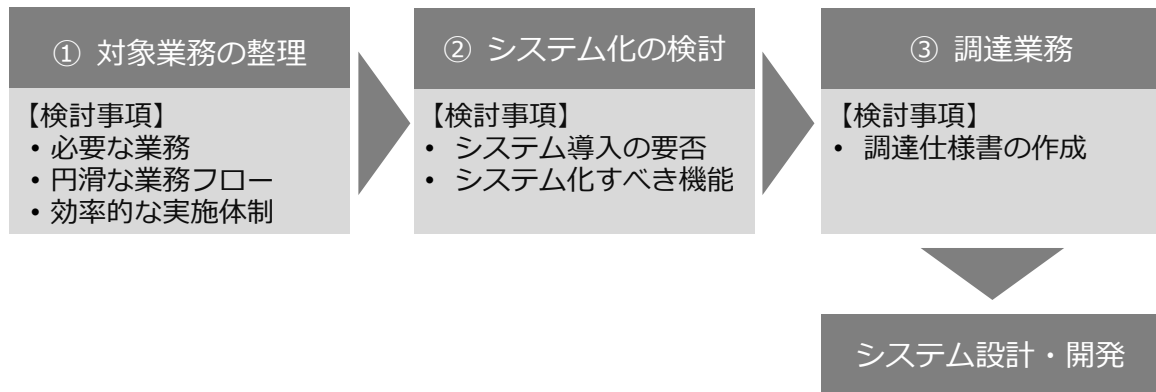 ① 対象業務の整理
【検討事項】
• 必要な業務
• 円滑な業務フロー
• 効率的な実施体制
② システム化の検討
【検討事項】
• システム導入の要否
• システム化すべき機能
③ 調達業務
【検討事項】
• 調達仕様書の作成
システム設計・開発